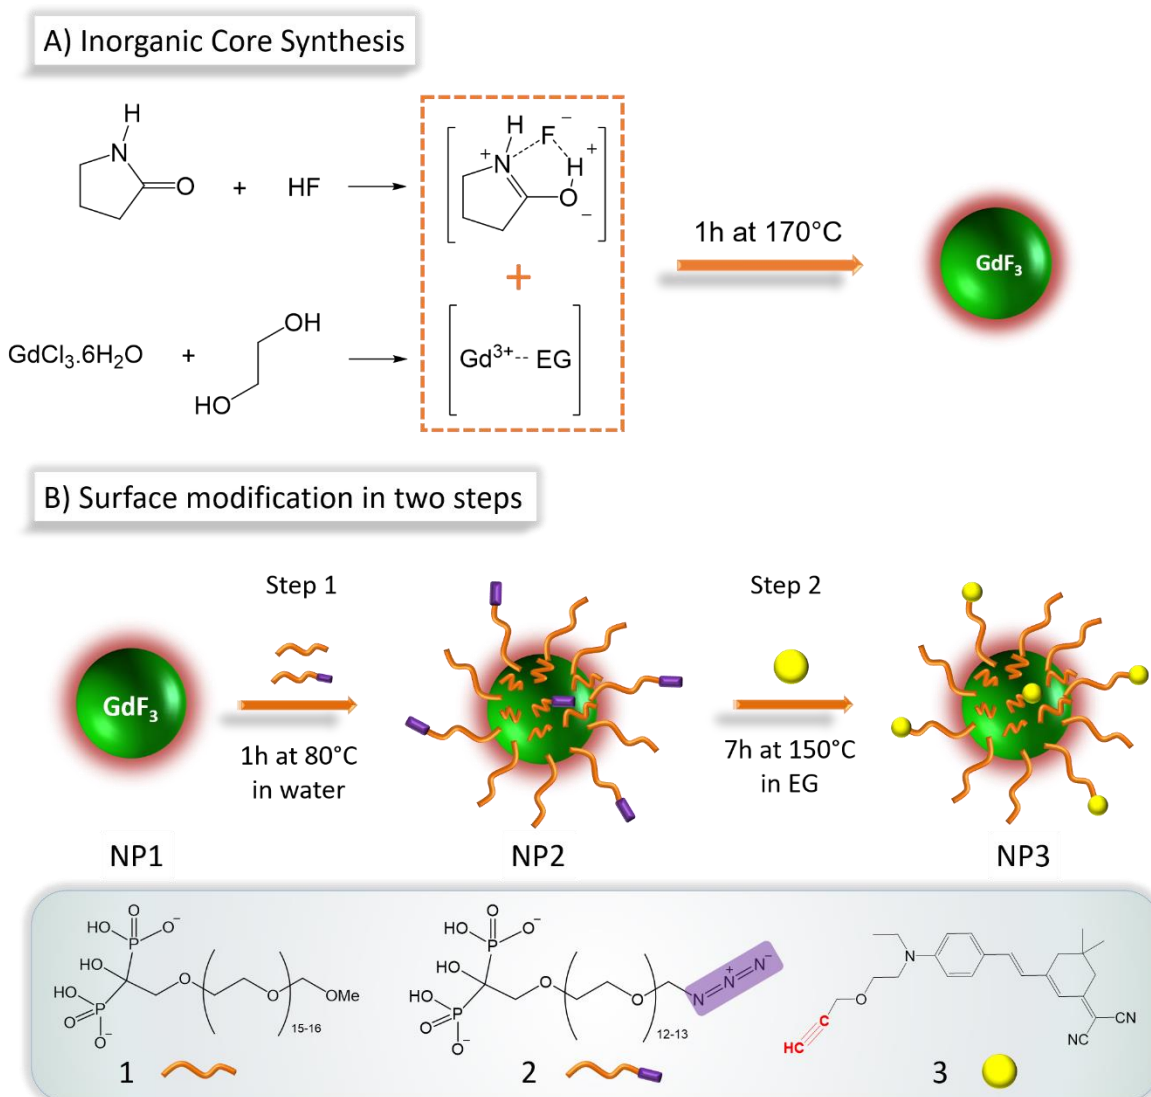 A) Inorganic Core Synthesis
H
N
O
+
HF
H
F
−
N
+
H
+
O
−
1h at 170°C
GdF₃
+
GdCl₃.6H₂O
+
OH
HO
Gd³⁺-- EG
B) Surface modification in two steps
Step 1
Step 2
GdF₃
1h at 80°C
in water
7h at 150°C
in EG
NP1
NP2
NP3
O
HO
P
O⁻
HO
HO
P
O
O⁻
O
O
15-16
OMe
1
O
HO
P
O⁻
HO
HO
P
O
O⁻
O
O
12-13
N
N
+
N⁻
2
N
O
C
HC
CN
NC
3